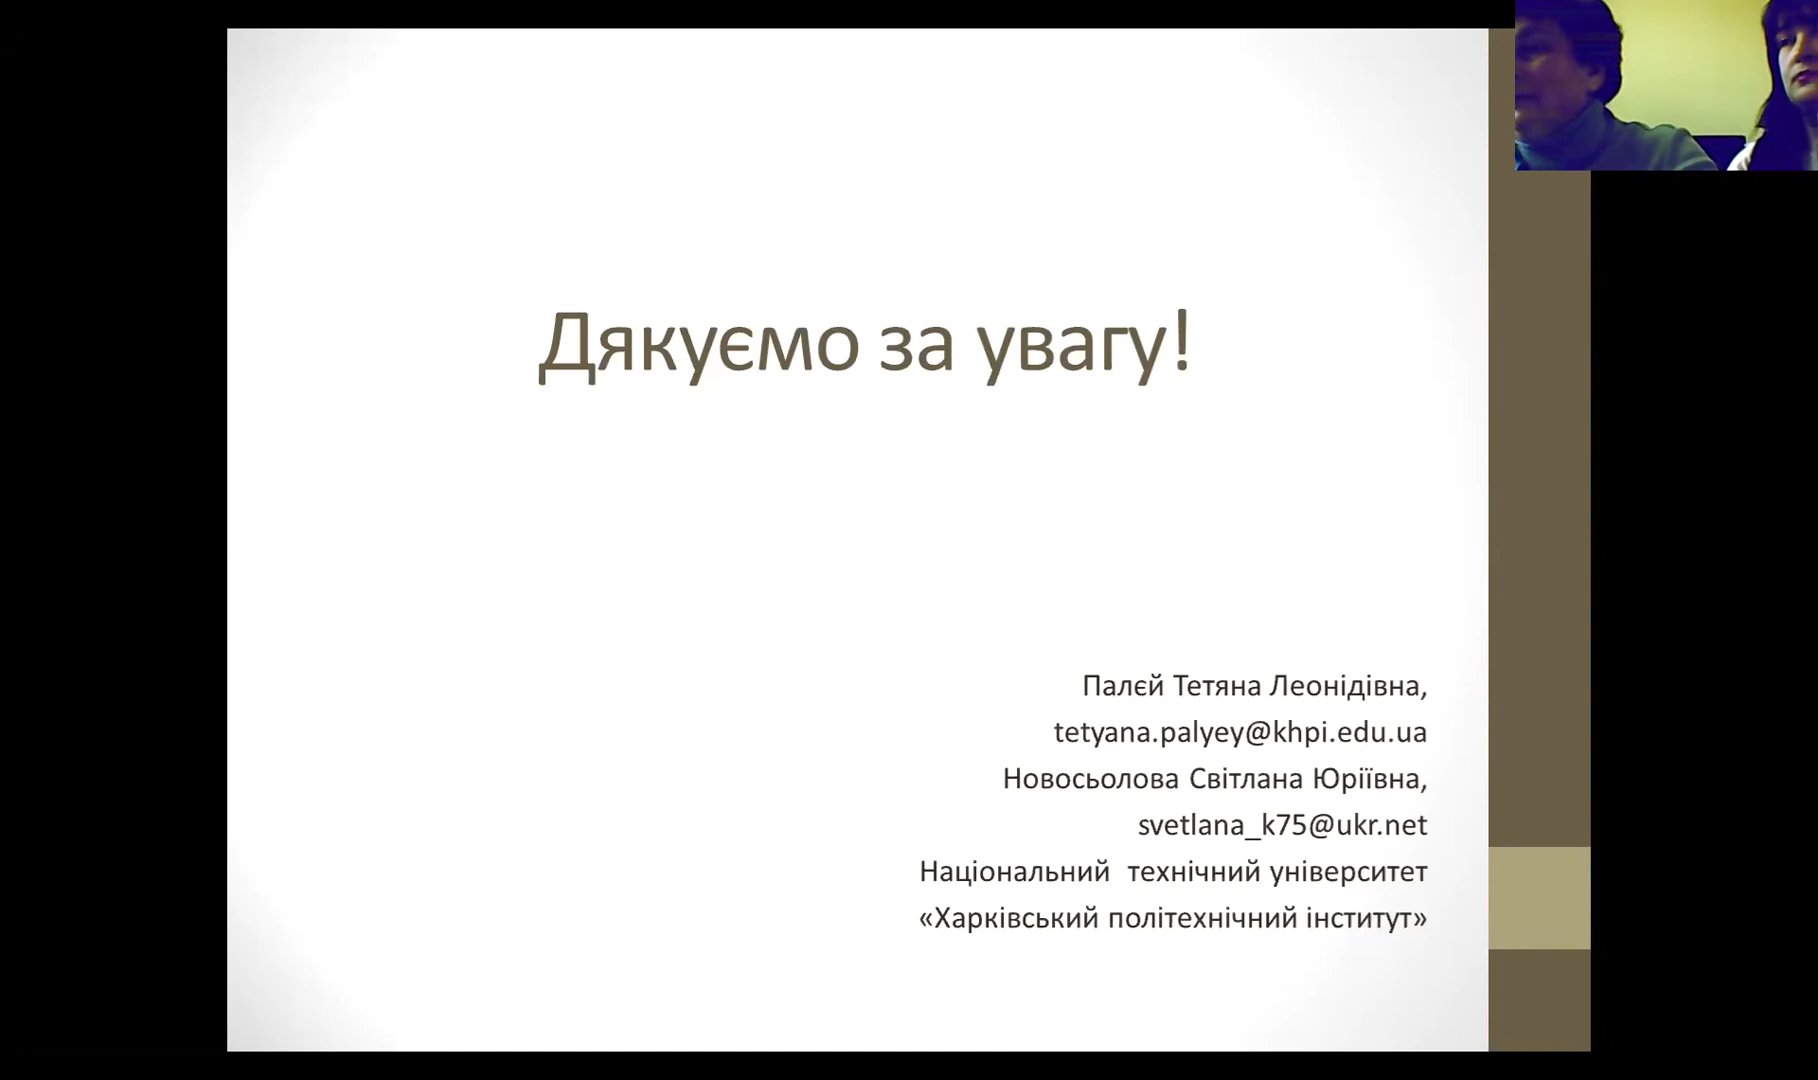 Дякуємо за увагу!
Палєй Тетяна Леонідівна,
tetyana.palyey@khpi.edu.ua
Новосьолова Світлана Юріївна,
svetlana_k75@ukr.net
Національний  технічний університет
«Харківський політехнічний інститут»